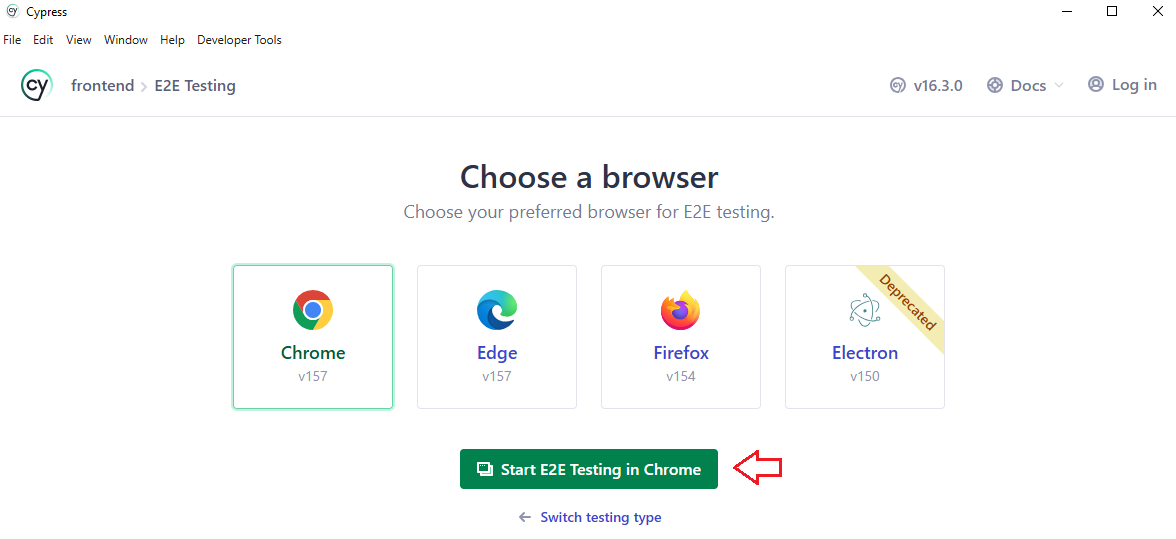 Cypress
File Edit View Window Help Developer Tools
cy frontend > E2E Testing cy v16.3.0 Docs Log in
Choose a browser
Choose your preferred browser for E2E testing.
Deprecated
Chrome Edge Firefox Electron
v157 v157 v154 v150
Start E2E Testing in Chrome
← Switch testing type